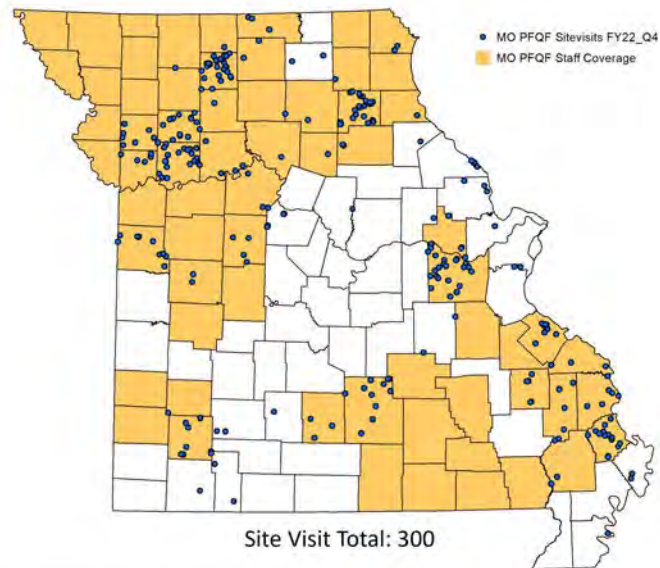 MO PFQF Sitevisits FY22_Q4
MO PFQF Staff Coverage
Site Visit Total: 300